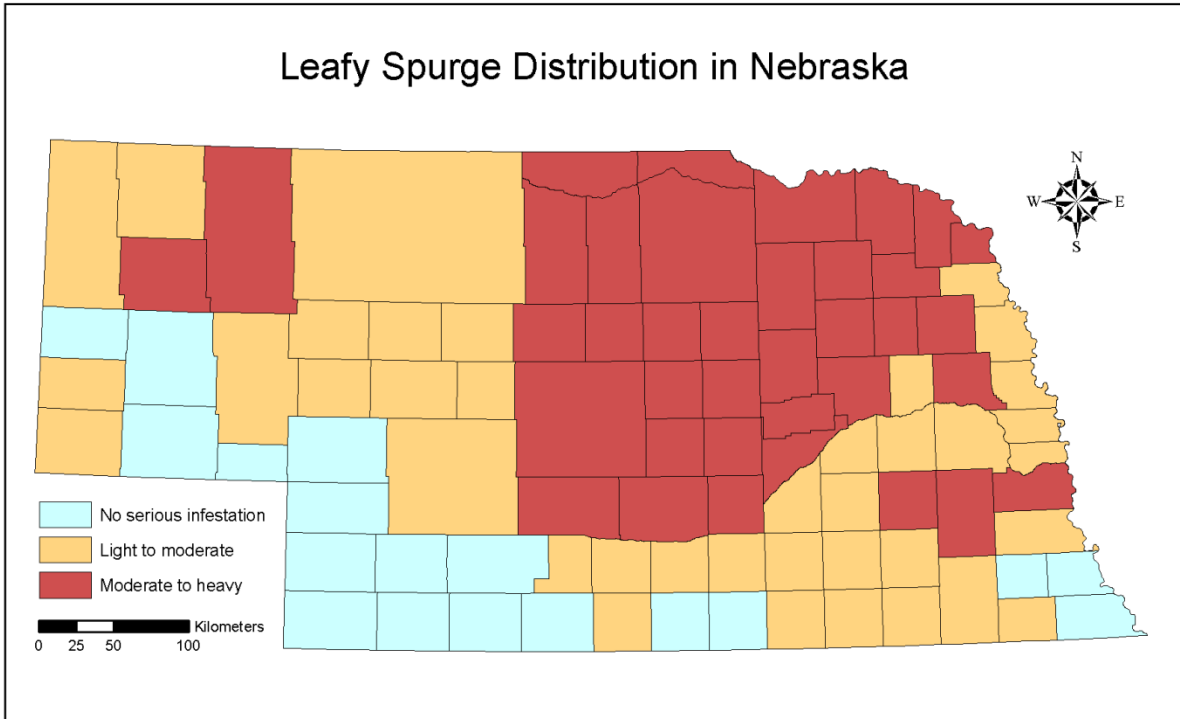 Leafy Spurge Distribution in Nebraska
N
W E
S
No serious infestation
Light to moderate
Moderate to heavy
Kilometers
0 25 50 100